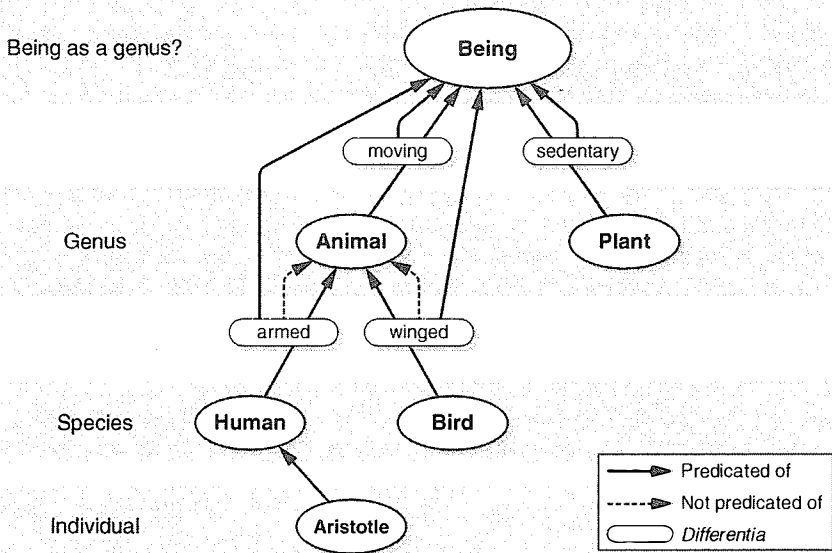 Being as a genus?
Being
moving
sedentary
Genus
Animal
Plant
armed
winged
Species
Human
Bird
Individual
Aristotle
Predicated of
Not predicated of
Differentia